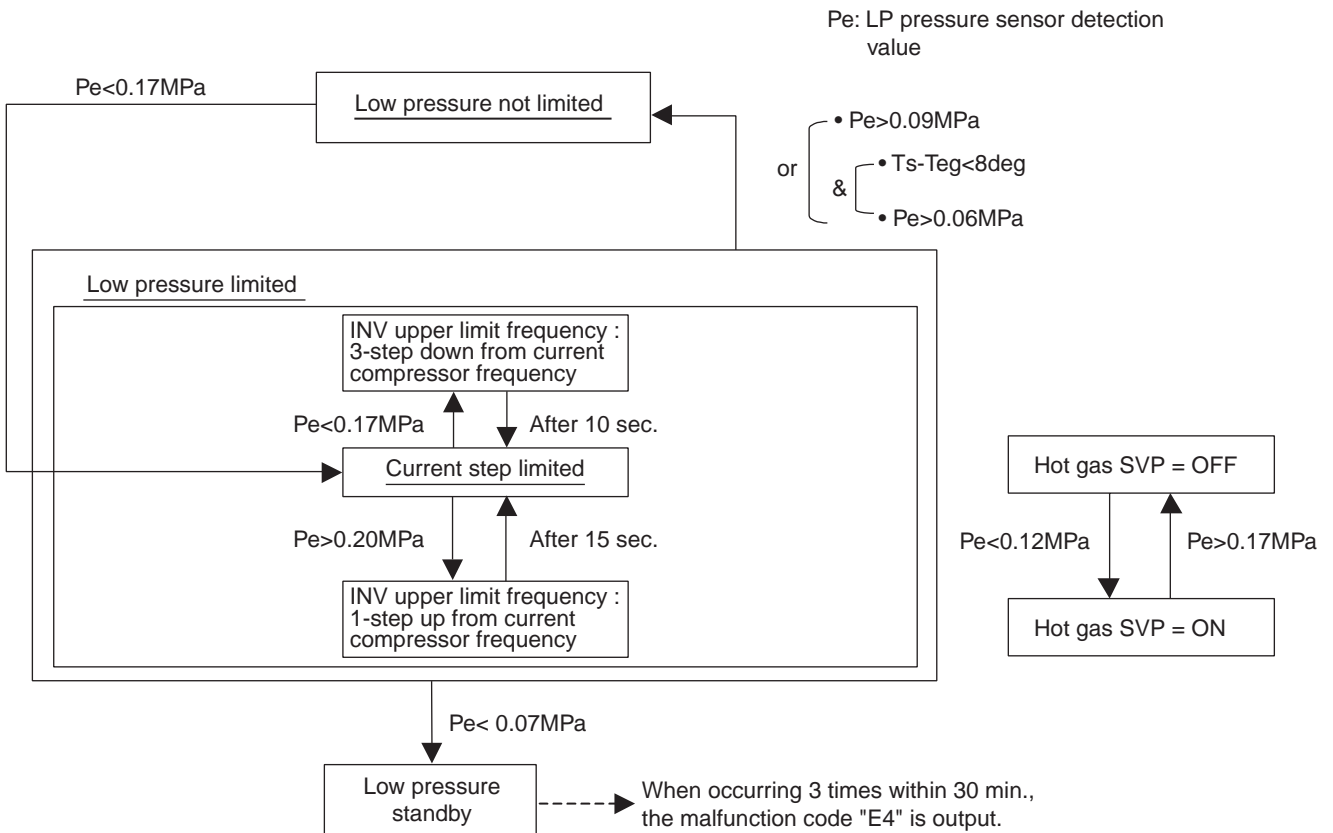 Pe: LP pressure sensor detection
value
Pe<0.17MPa
Low pressure not limited
• Pe>0.09MPa
or
• Ts-Teg<8deg
&
• Pe>0.06MPa
Low pressure limited
INV upper limit frequency :
3-step down from current
compressor frequency
Pe<0.17MPa
After 10 sec.
Current step limited
Pe>0.20MPa
After 15 sec.
INV upper limit frequency :
1-step up from current
compressor frequency
Hot gas SVP = OFF
Pe<0.12MPa
Pe>0.17MPa
Hot gas SVP = ON
Pe< 0.07MPa
Low pressure
standby
When occurring 3 times within 30 min.,
the malfunction code "E4" is output.